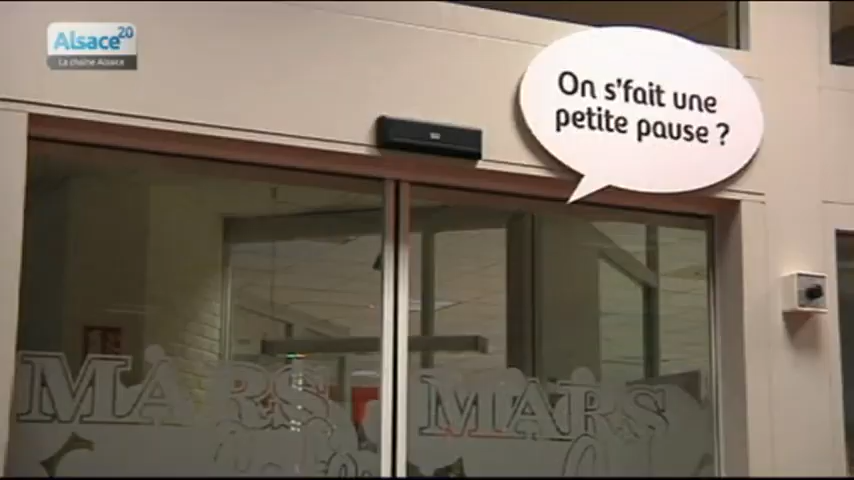 Alsace20
La chaîne Alsace
On s'fait une
petite pause ?
MARS MARS